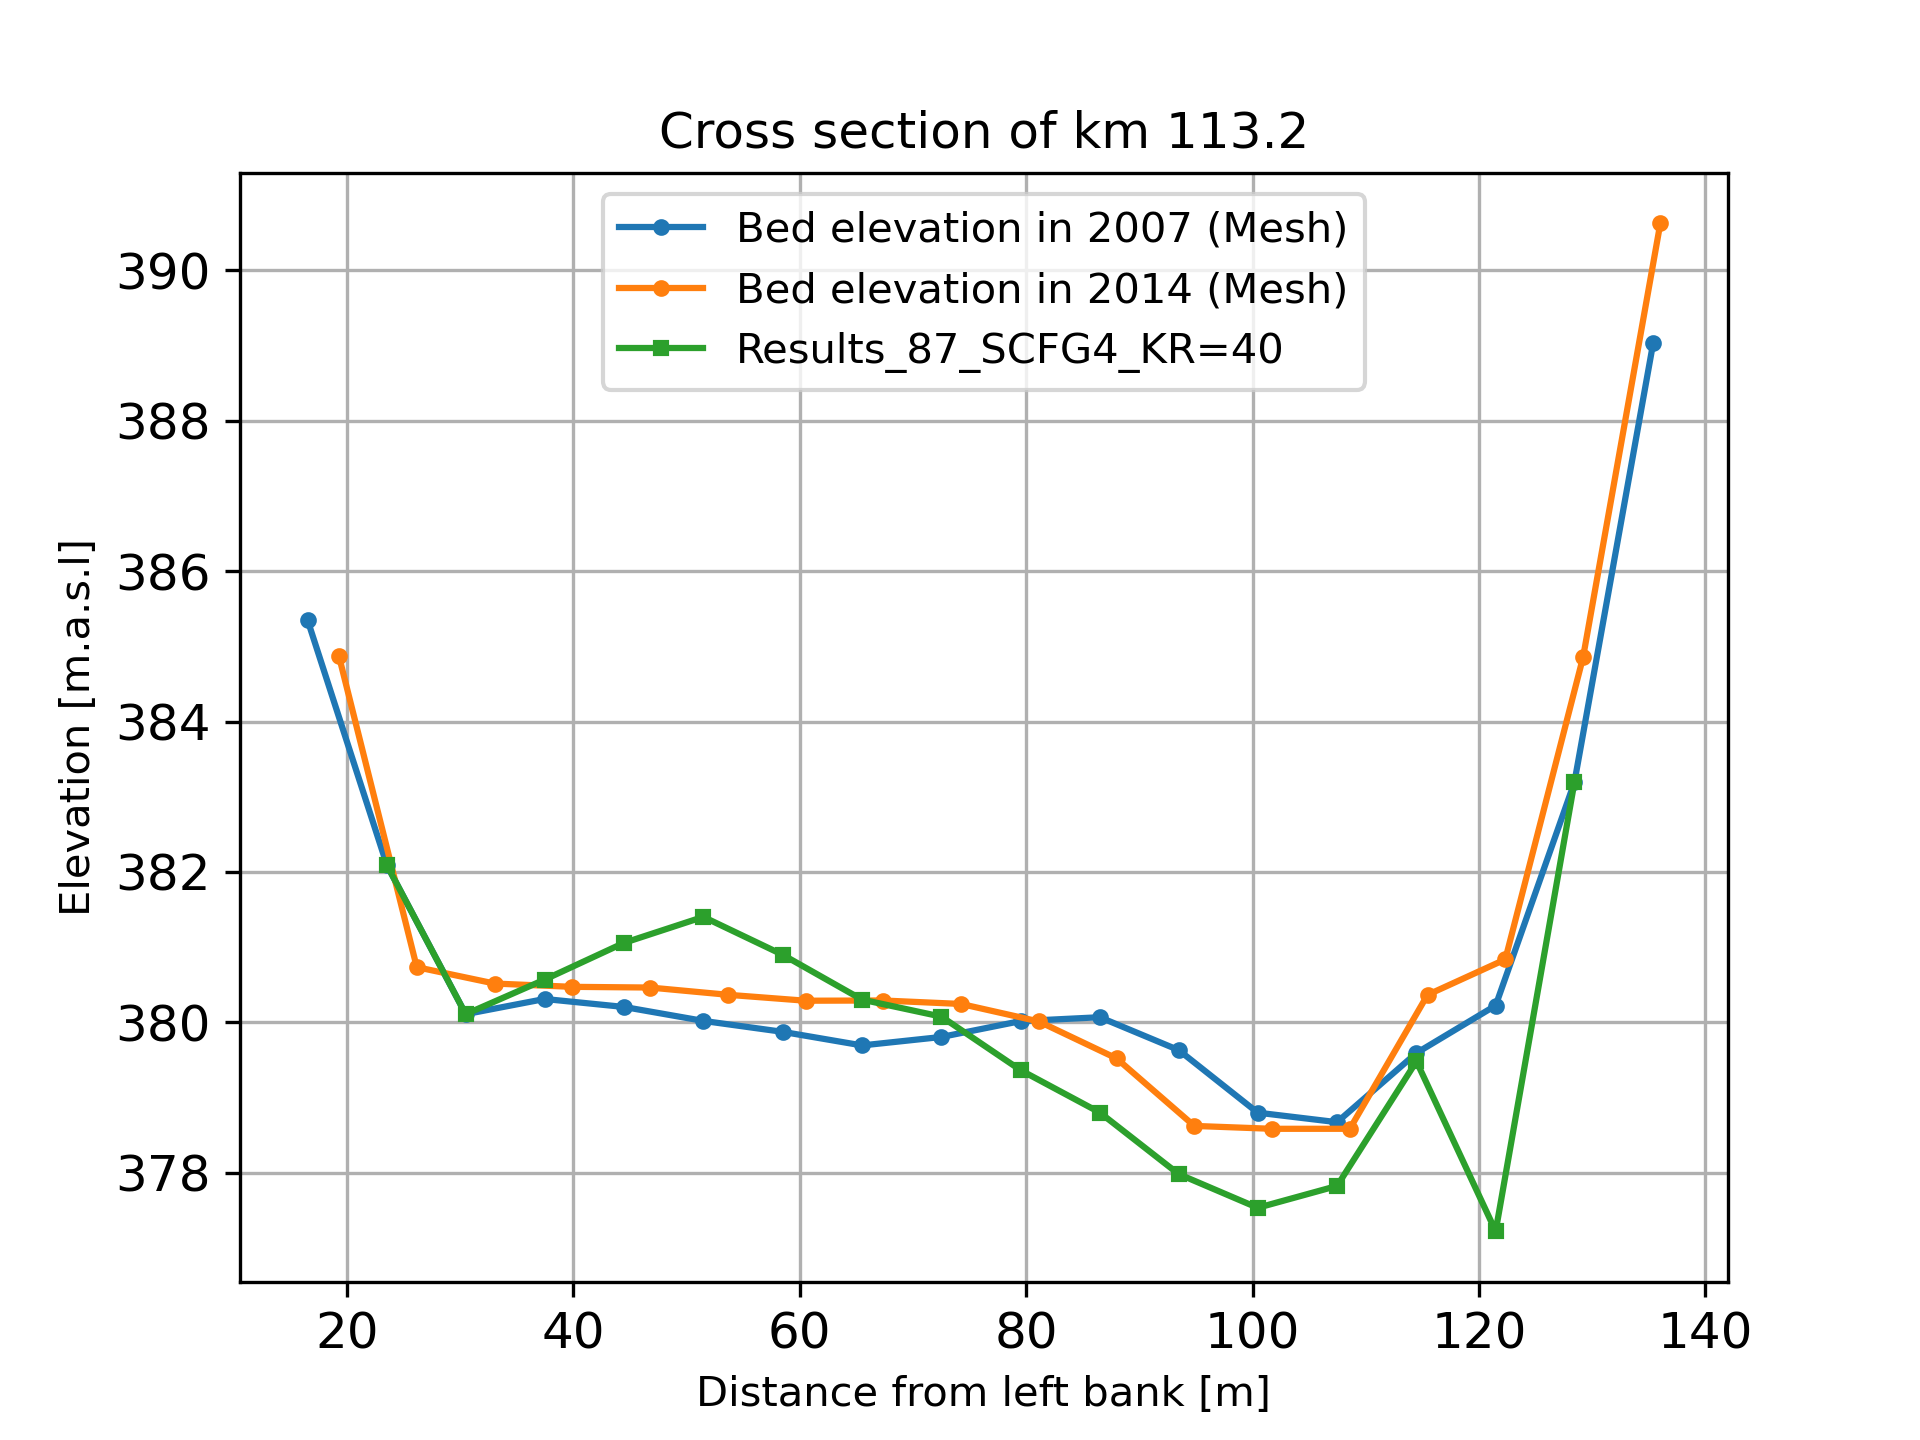 Cross section of km 113.2
Bed elevation in 2007 (Mesh)
Bed elevation in 2014 (Mesh)
Results_87_SCFG4_KR=40
Elevation [m.a.s.l]
390
388
386
384
382
380
378
20 40 60 80 100 120 140
Distance from left bank [m]